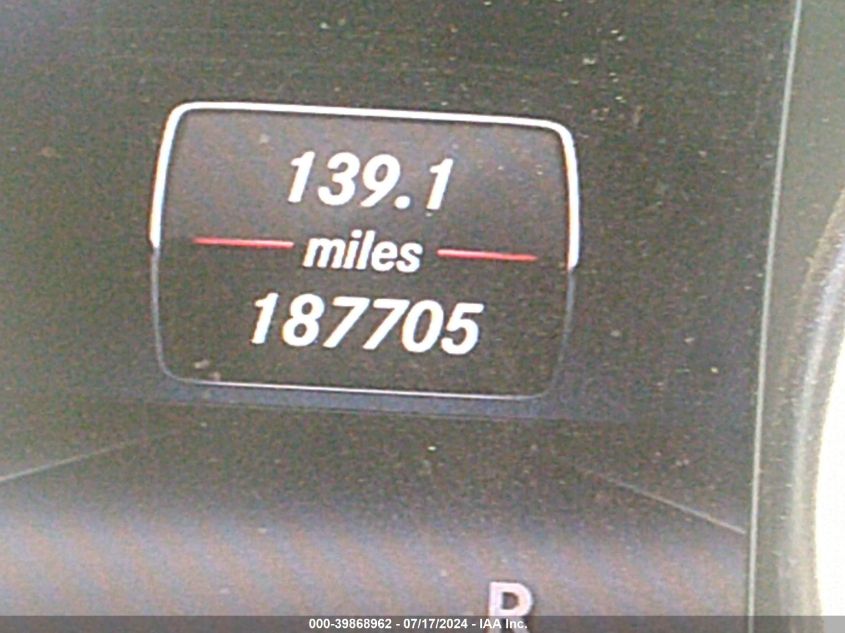 139.1
miles
187705
R
000-39868962 - 07/17/2024 - IAA Inc.